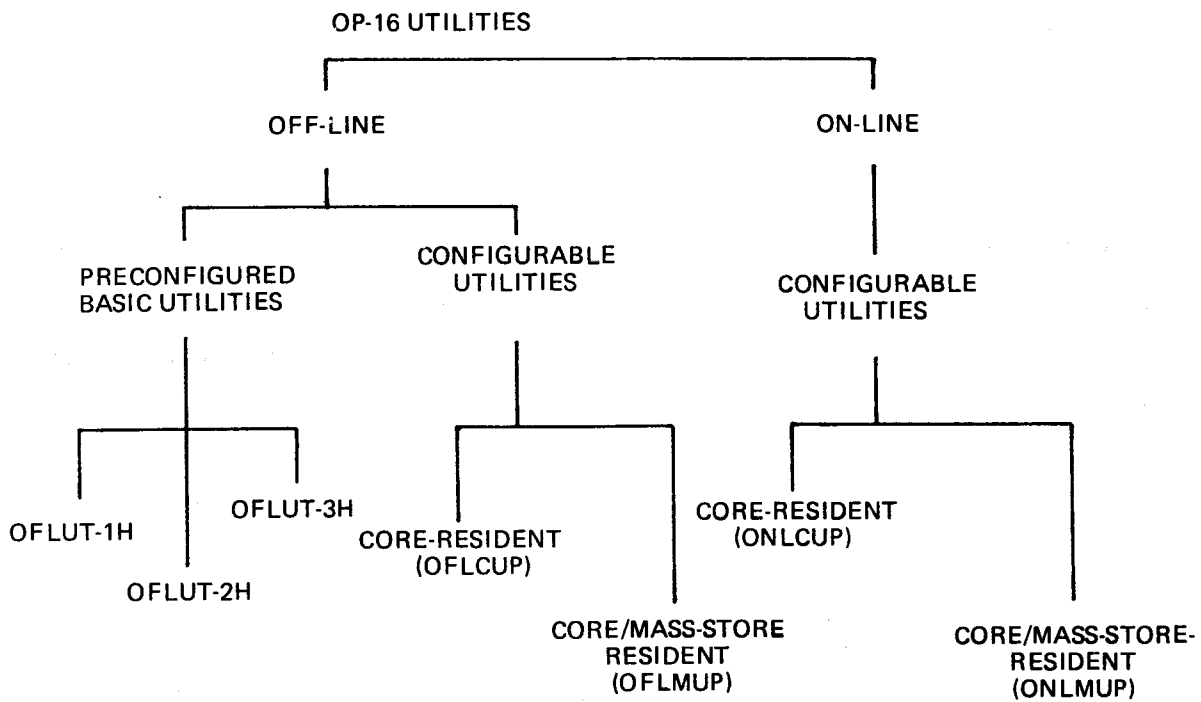 OP-16 UTILITIES
OFF-LINE
ON-LINE
PRECONFIGURED
BASIC UTILITIES
CONFIGURABLE
UTILITIES
CONFIGURABLE
UTILITIES
OFLUT-1H
OFLUT-2H
OFLUT-3H
CORE-RESIDENT
(OFLCUP)
CORE/MASS-STORE
RESIDENT
(OFLMUP)
CORE-RESIDENT
(ONLCUP)
CORE/MASS-STORE-
RESIDENT
(ONLMUP)